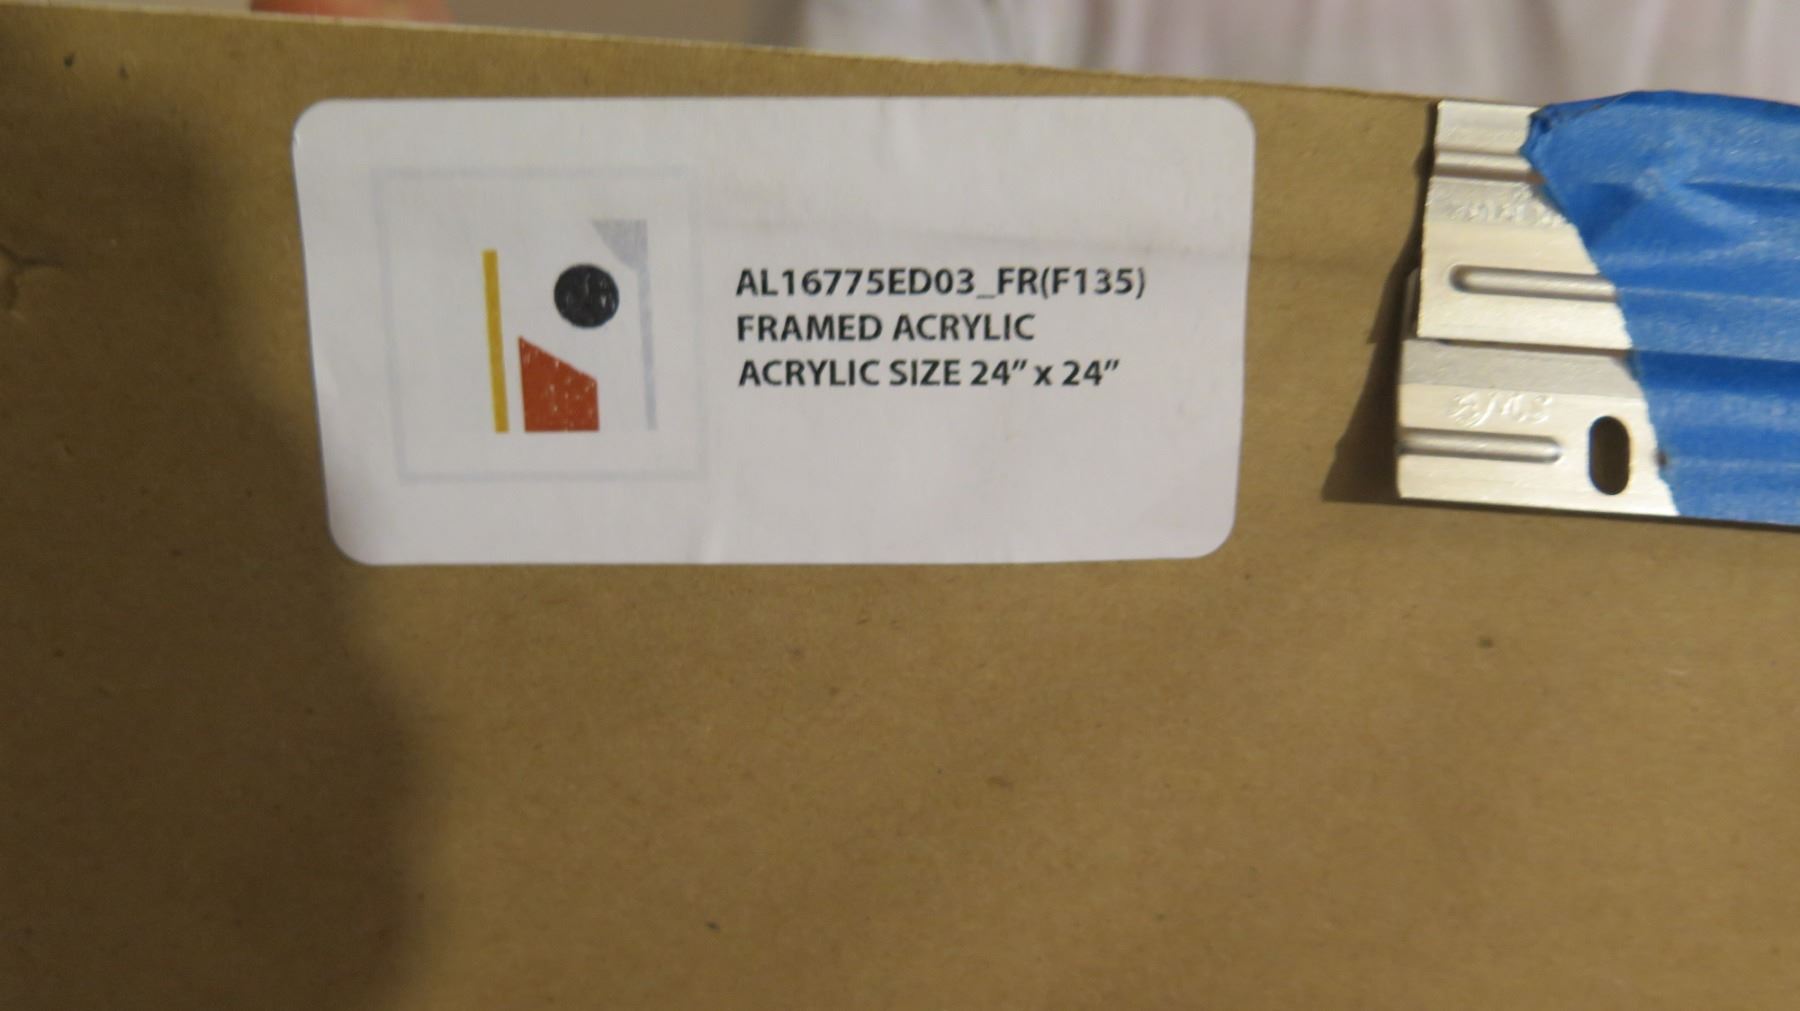 AL16775ED03_FR(F135)
FRAMED ACRYLIC
ACRYLIC SIZE 24” x 24”